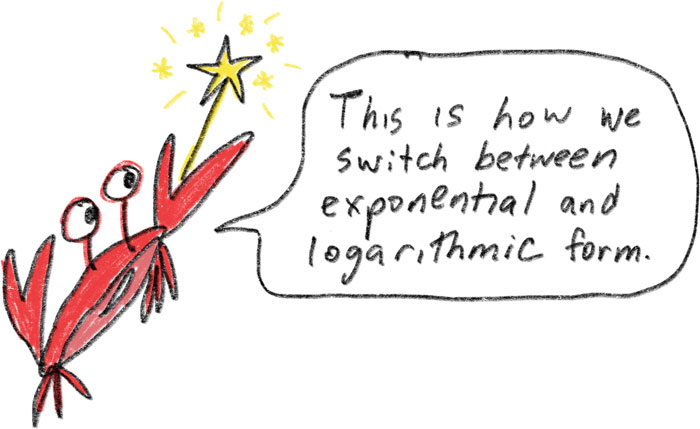 This is how we
switch between
exponential and
logarithmic form.